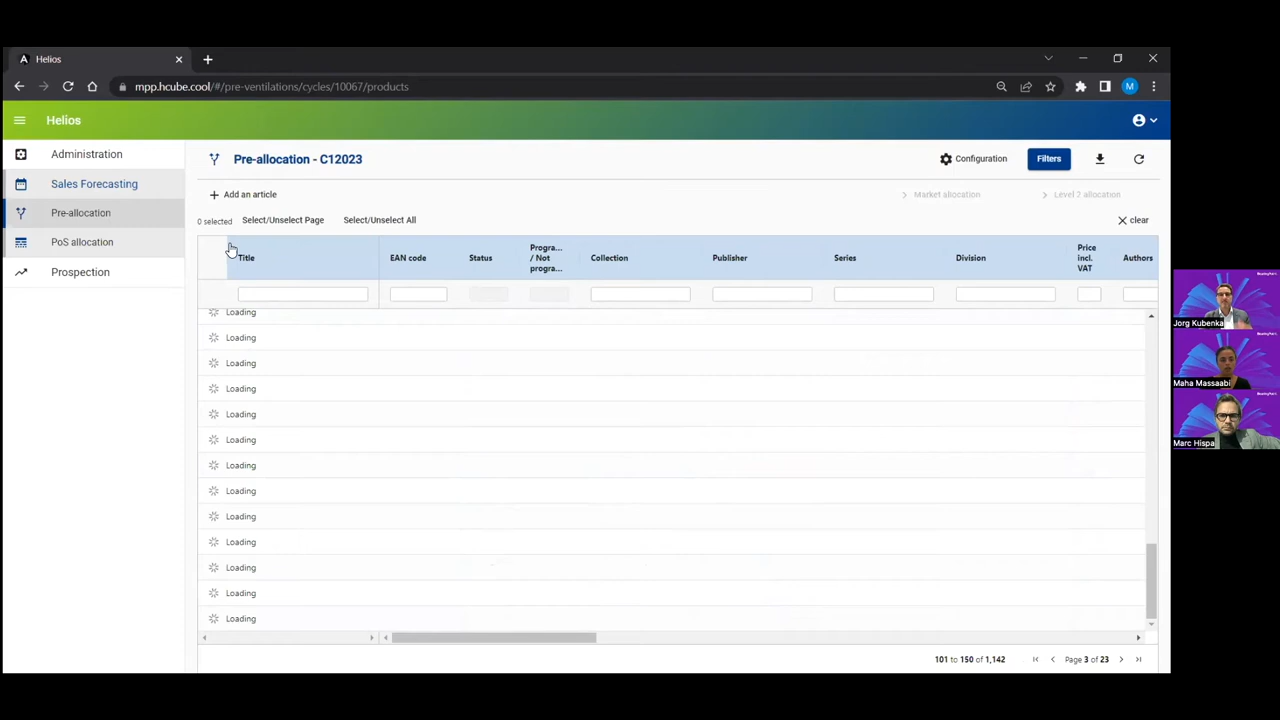 Helios
mpp.hcube.cool/#/pre-ventilations/cycles/10067/products
M
Helios
Administration
Sales Forecasting
Pre-allocation
PoS allocation
Prospection
Pre-allocation - C12023
Configuration
Filters
Add an article
Market allocation
Level 2 allocation
0 selected
Select/Unselect Page
Select/Unselect All
clear
Title
EAN code
Status
Progra...
/ Not
progra...
Collection
Publisher
Series
Division
Price
incl.
VAT
Authors
Loading
Loading
Loading
Loading
Loading
Loading
Loading
Loading
Loading
Loading
Loading
Loading
Loading
101 to 150 of 1,142
Page 3 of 23
BearingPoint
Jorg Kubenka
BearingPoint
Maha Massaabi
BearingPoint
Marc Hispa